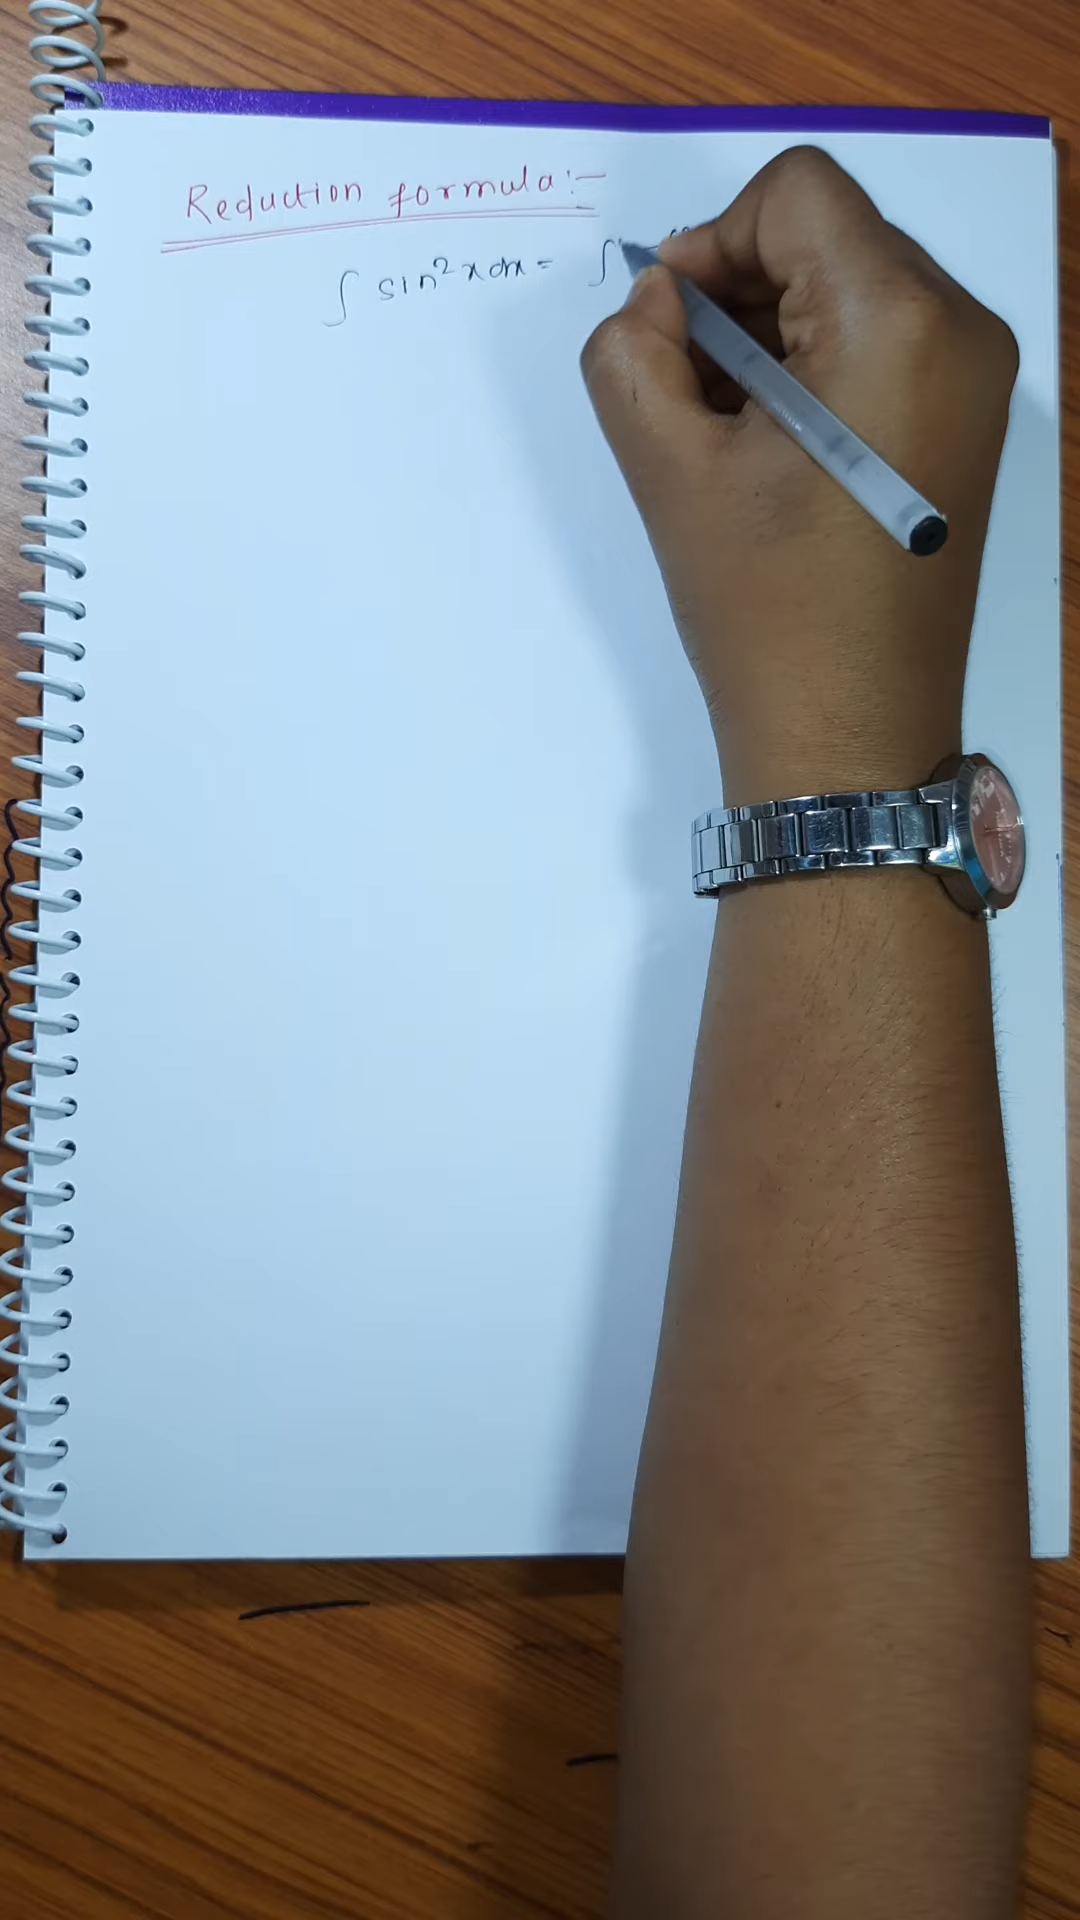 Reduction formula:-
∫ sin²x dx = ∫